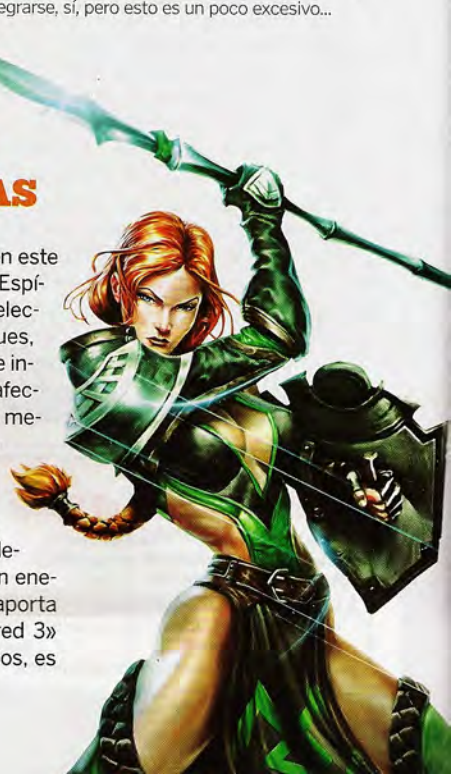 egrarse, sí, pero esto es un poco excesivo...
AS
n este
Espí-
elec-
ues,
e in-
afec-
me-
le-
n ene-
aporta
red 3»
os, es